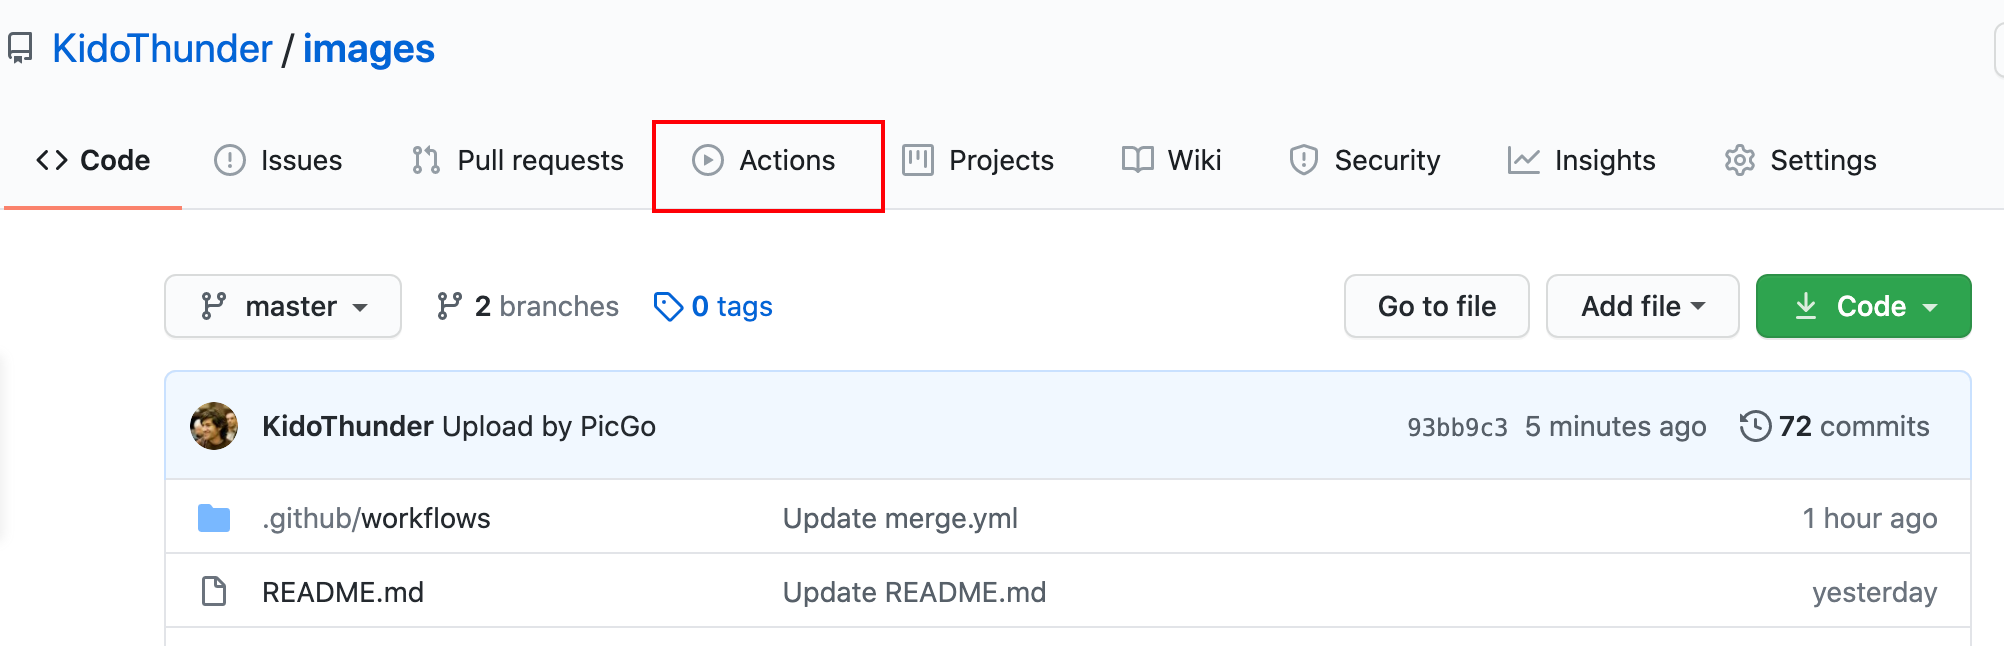 KidoThunder / images
Code Issues Pull requests Actions Projects Wiki Security Insights Settings
master 2 branches 0 tags Go to file Add file Code
KidoThunder Upload by PicGo 93bb9c3 5 minutes ago 72 commits
.github/workflows Update merge.yml 1 hour ago
README.md Update README.md yesterday